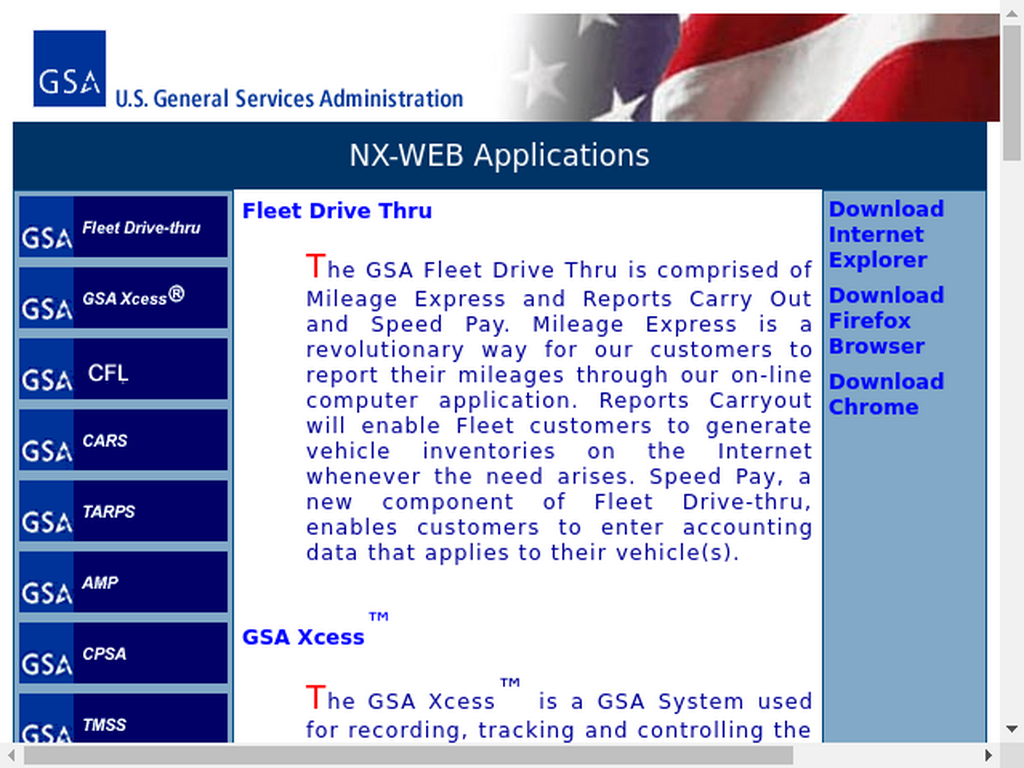 GSA
U.S. General Services Administration
NX-WEB Applications
GSA Fleet Drive-thru
GSA GSA Xcess®
GSA CFL
GSA CARS
GSA TARPS
GSA AMP
GSA CPSA
GSA TMSS
Fleet Drive Thru
The GSA Fleet Drive Thru is comprised of
Mileage Express and Reports Carry Out
and Speed Pay. Mileage Express is a
revolutionary way for our customers to
report their mileages through our on-line
computer application. Reports Carryout
will enable Fleet customers to generate
vehicle inventories on the Internet
whenever the need arises. Speed Pay, a
new component of Fleet Drive-thru,
enables customers to enter accounting
data that applies to their vehicle(s).
GSA Xcess™
The GSA Xcess™ is a GSA System used
for recording, tracking and controlling the
Download
Internet
Explorer
Download
Firefox
Browser
Download
Chrome